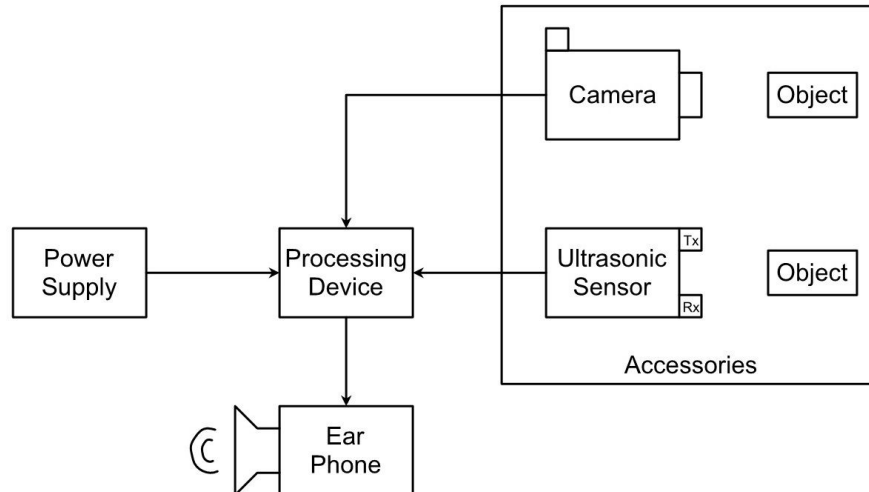 Camera
Object
Power
Supply
Processing
Device
Ultrasonic
Sensor
Tx
Rx
Object
Accessories
Ear
Phone